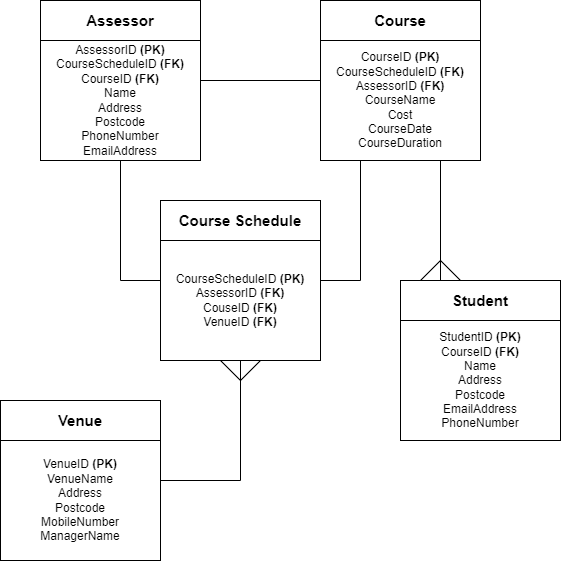 Assessor
AssessorID (PK)
CourseScheduleID (FK)
CourseID (FK)
Name
Address
Postcode
PhoneNumber
EmailAddress
Course
CourseID (PK)
CourseScheduleID (FK)
AssessorID (FK)
CourseName
Cost
CourseDate
CourseDuration
Course Schedule
CourseScheduleID (PK)
AssessorID (FK)
CouseID (FK)
VenueID (FK)
Student
StudentID (PK)
CourseID (FK)
Name
Address
Postcode
EmailAddress
PhoneNumber
Venue
VenueID (PK)
VenueName
Address
Postcode
MobileNumber
ManagerName